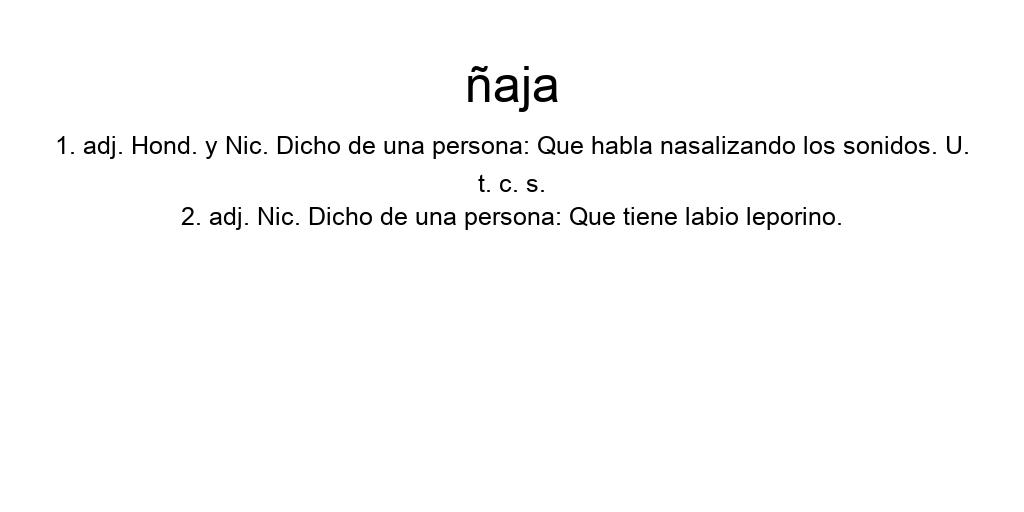 ñaja
1. adj. Hond. y Nic. Dicho de una persona: Que habla nasalizando los sonidos. U.
t. c. s.
2. adj. Nic. Dicho de una persona: Que tiene labio leporino.